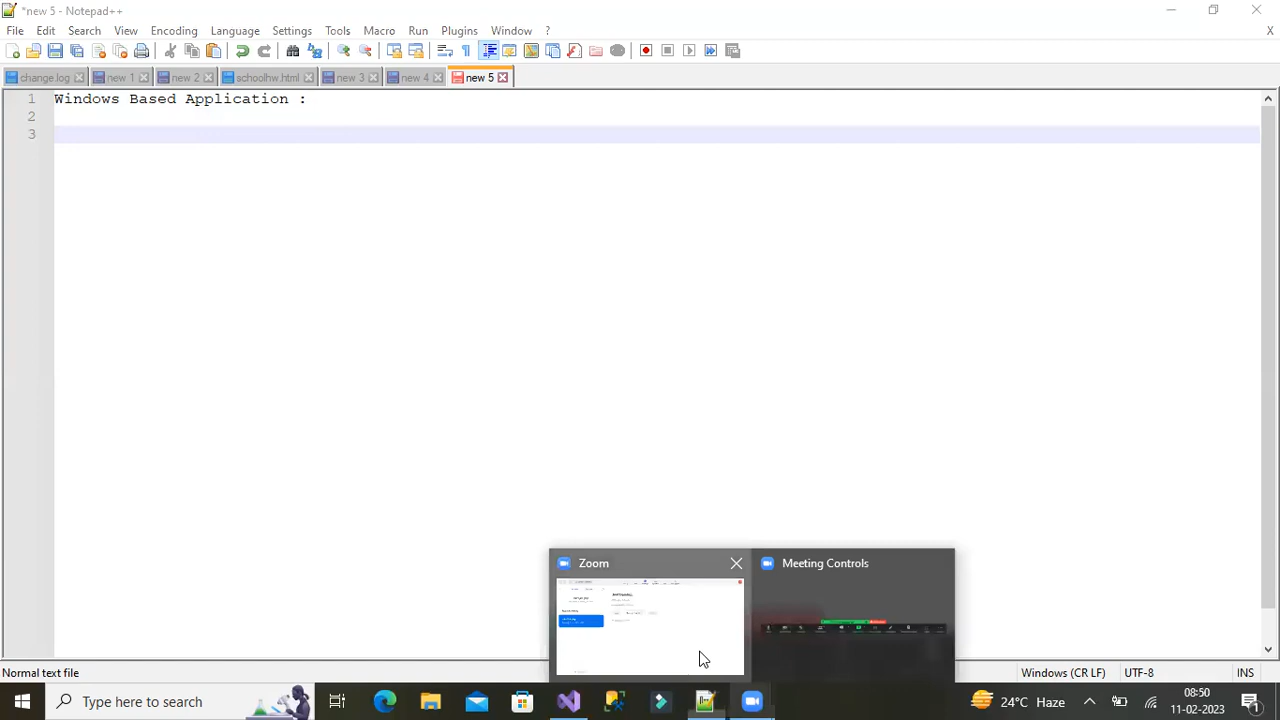 *new 5 - Notepad++
File Edit Search View Encoding Language Settings Tools Macro Run Plugins Window ?
X
change.log new 1 new 2 schoolhw.html new 3 new 4 new 5
1 Windows Based Application :
2
3
Zoom
Meeting Controls
Normal text file
Windows (CR LF) UTF-8 INS
Type here to search
24°C Haze
08:50
11-02-2023
1